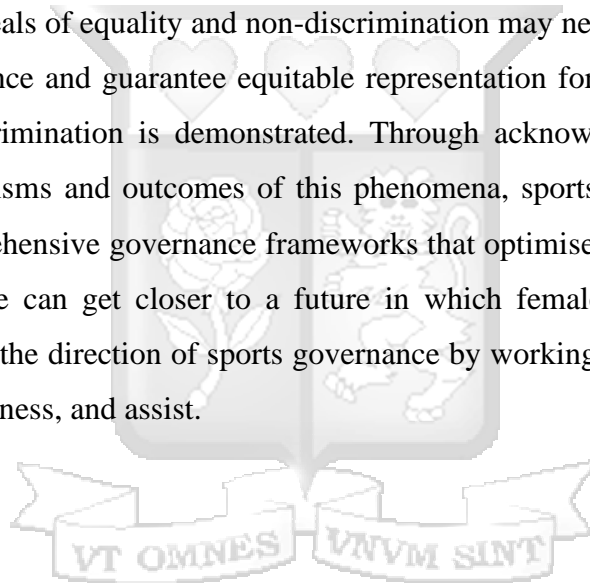 eals of equality and non-discrimination may ne
nce and guarantee equitable representation for
rimination is demonstrated. Through acknow
isms and outcomes of this phenomena, sports
ehensive governance frameworks that optimise
e can get closer to a future in which femal
the direction of sports governance by working
ness, and assist.
VT OMNES VNVM SINT